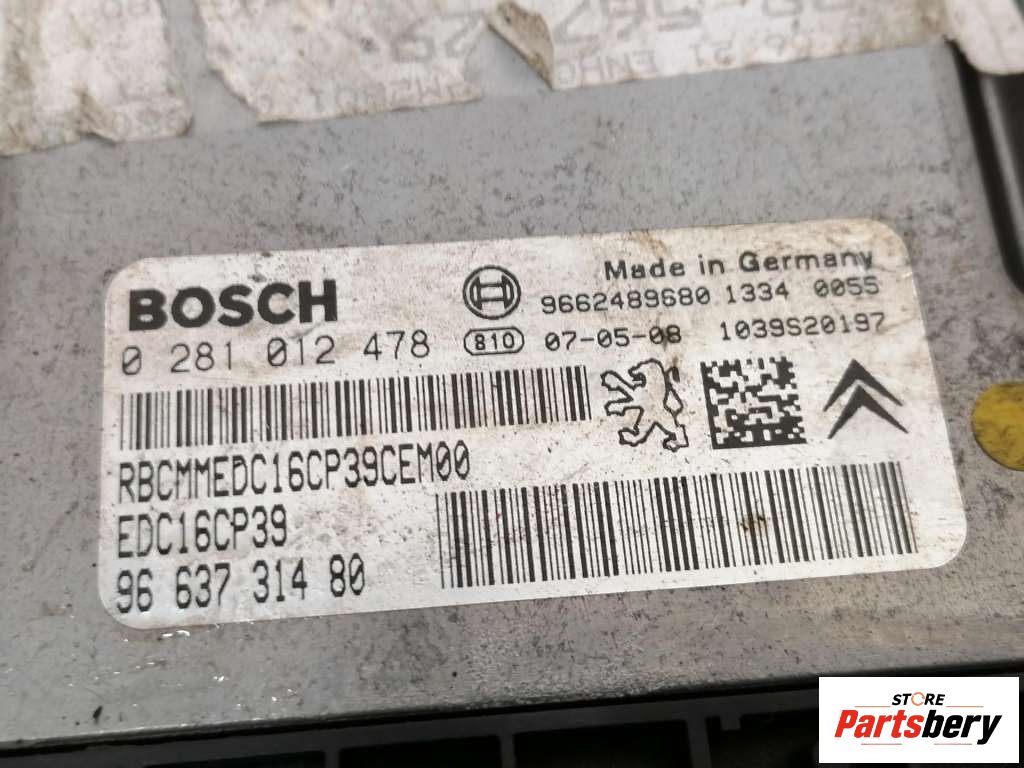 BOSCH
Made in Germany
9662489680 1334 0055
0 281 012 478
810 07-05-08 1039S20197
RBCMMEDC16CP39CEM00
EDC16CP39
96 637 314 80
STORE
Partsbery